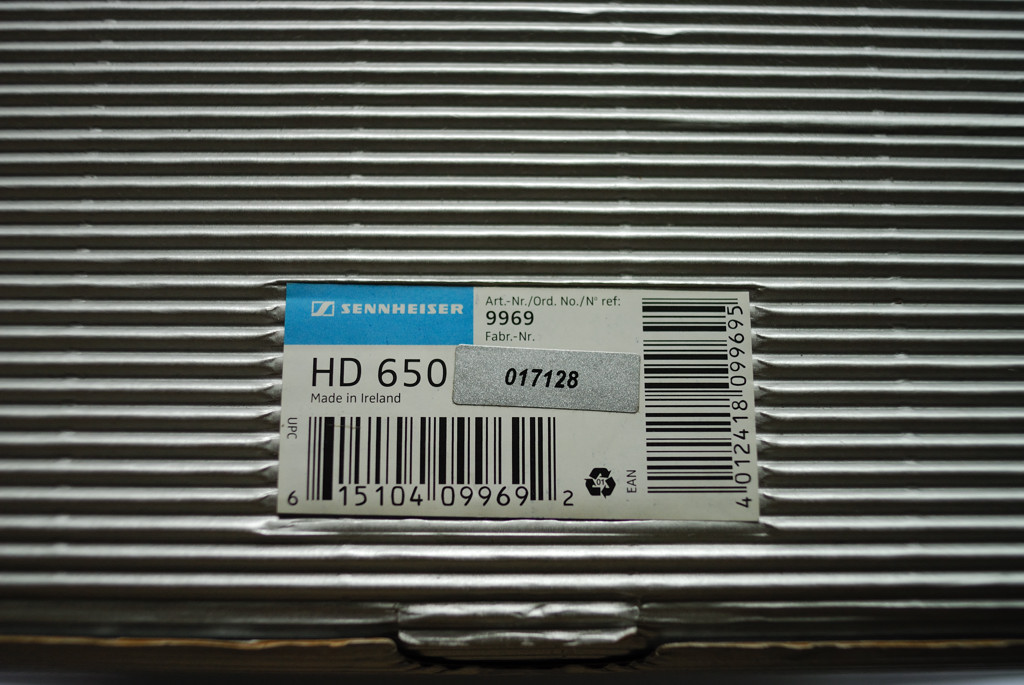 SENNHEISER
Art.-Nr./Ord. No./N° ref:
9969
Fabr.-Nr.
HD 650
017128
Made in Ireland
UPC
6 15104 09969 2
EAN
4 012418 099695